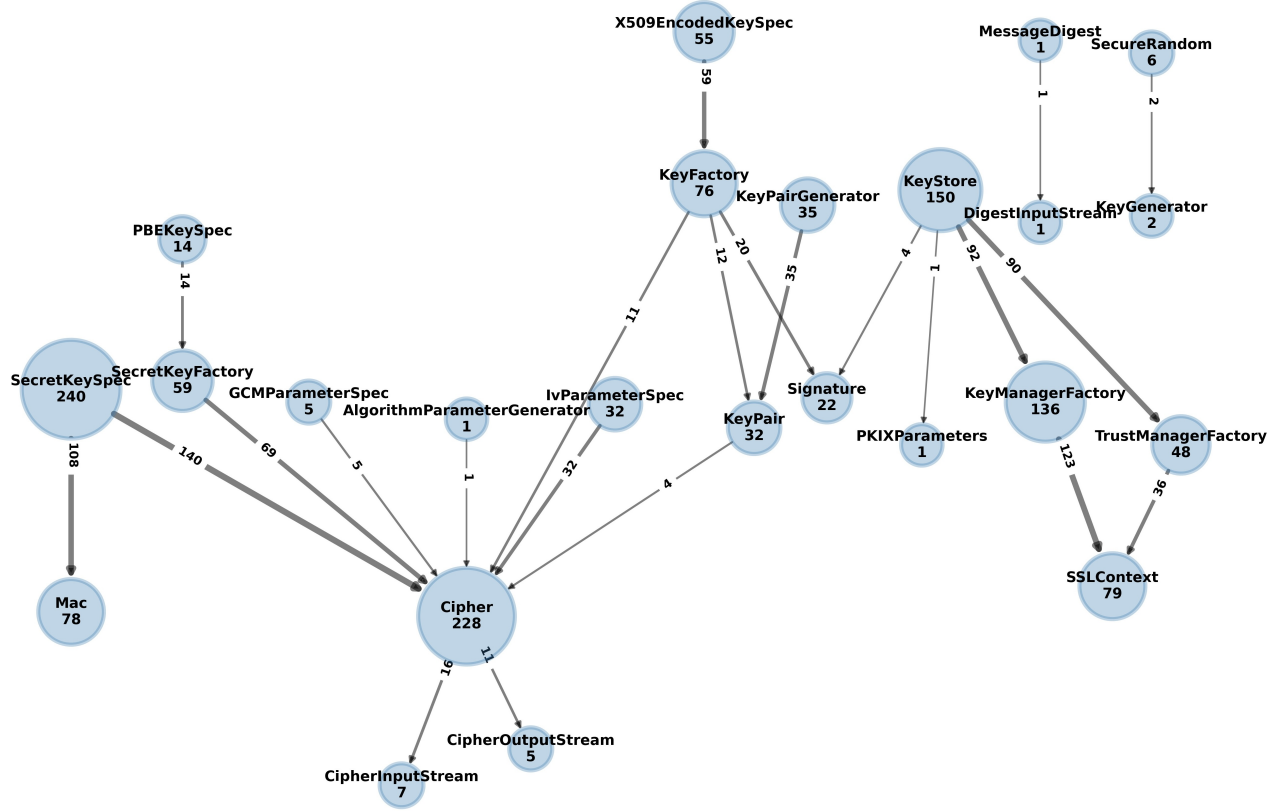 X509EncodedKeySpec
55
MessageDigest
1
SecureRandom
6
59
1
2
KeyFactory
76
KeyPairGenerator
35
KeyStore
150
DigestInputStream
1
KeyGenerator
2
PBEKeySpec
14
14
12
20
35
4
1
92
90
11
SecretKeySpec
240
SecretKeyFactory
59
GCMParameterSpec
5
AlgorithmParameterGenerator
1
IvParameterSpec
32
KeyPair
32
Signature
22
PKIXParameters
1
KeyManagerFactory
136
TrustManagerFactory
48
108
140
69
5
1
32
4
123
36
Mac
78
Cipher
228
SSLContext
79
16
11
CipherOutputStream
5
CipherInputStream
7